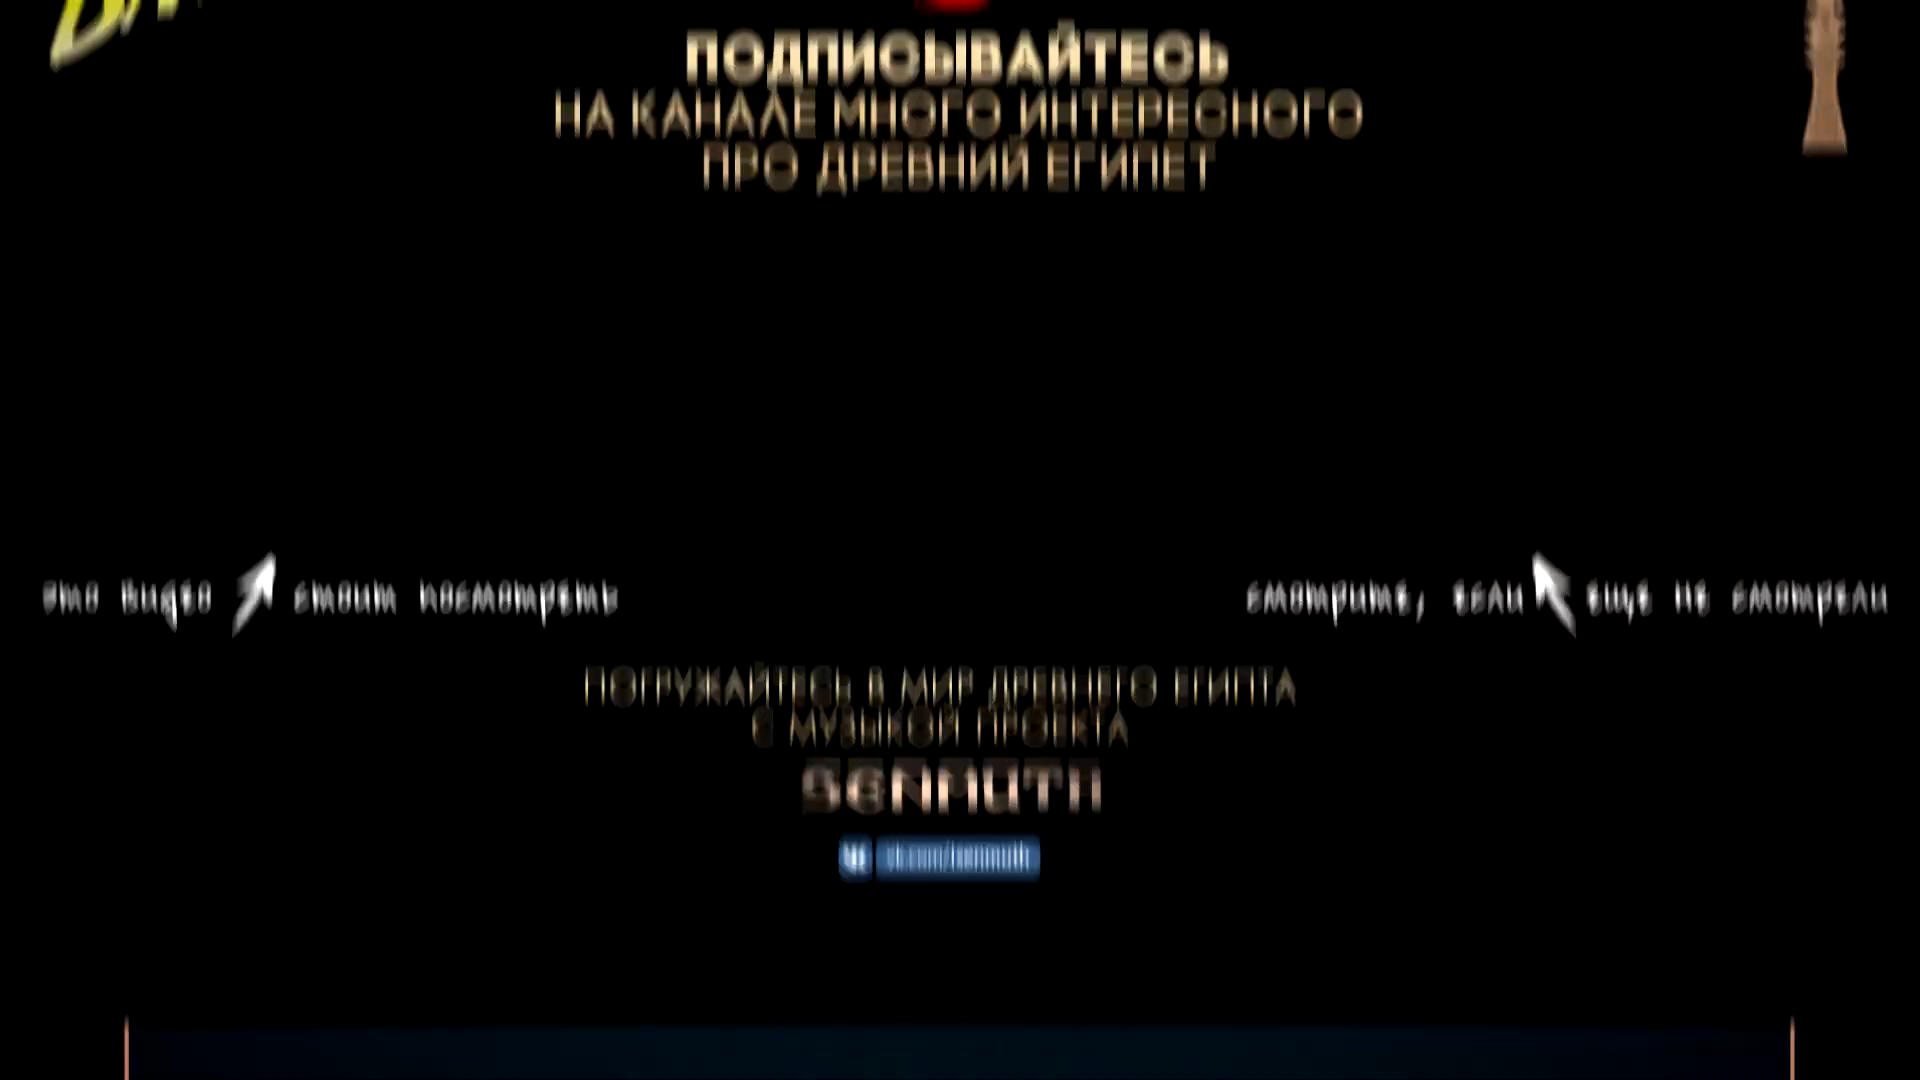 ПОДПИСЫВАЙТЕСЬ
НА КАНАЛЕ МНОГО ИНТЕРЕСНОГО
ПРО ДРЕВНИЙ ЕГИПЕТ
это видео стоит посмотреть
смотрите, если еще не смотрели
ПОГРУЖАЙТЕСЬ В МИР ДРЕВНЕГО ЕГИПТА
С МУЗЫКОЙ ПРОЕКТА
SENMUTH